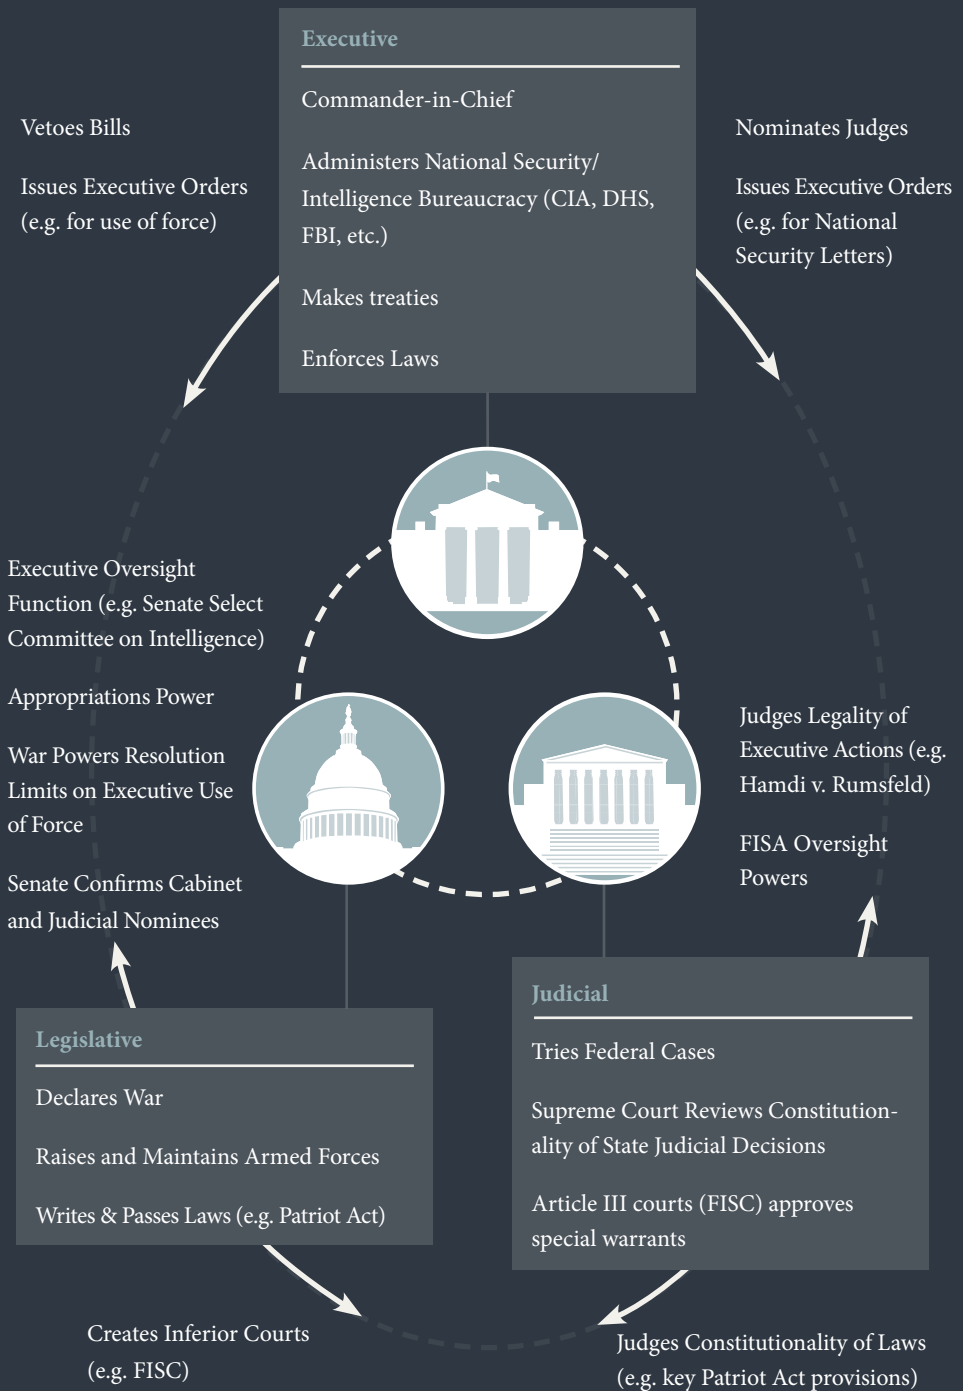 Executive
Commander-in-Chief
Administers National Security/
Intelligence Bureaucracy (CIA, DHS,
FBI, etc.)
Makes treaties
Enforces Laws
Vetoes Bills
Issues Executive Orders
(e.g. for use of force)
Nominates Judges
Issues Executive Orders
(e.g. for National
Security Letters)
Executive Oversight
Function (e.g. Senate Select
Committee on Intelligence)
Appropriations Power
War Powers Resolution
Limits on Executive Use
of Force
Senate Confirms Cabinet
and Judicial Nominees
Judges Legality of
Executive Actions (e.g.
Hamdi v. Rumsfeld)
FISA Oversight
Powers
Legislative
Declares War
Raises and Maintains Armed Forces
Writes & Passes Laws (e.g. Patriot Act)
Judicial
Tries Federal Cases
Supreme Court Reviews Constitution-
ality of State Judicial Decisions
Article III courts (FISC) approves
special warrants
Creates Inferior Courts
(e.g. FISC)
Judges Constitutionality of Laws
(e.g. key Patriot Act provisions)